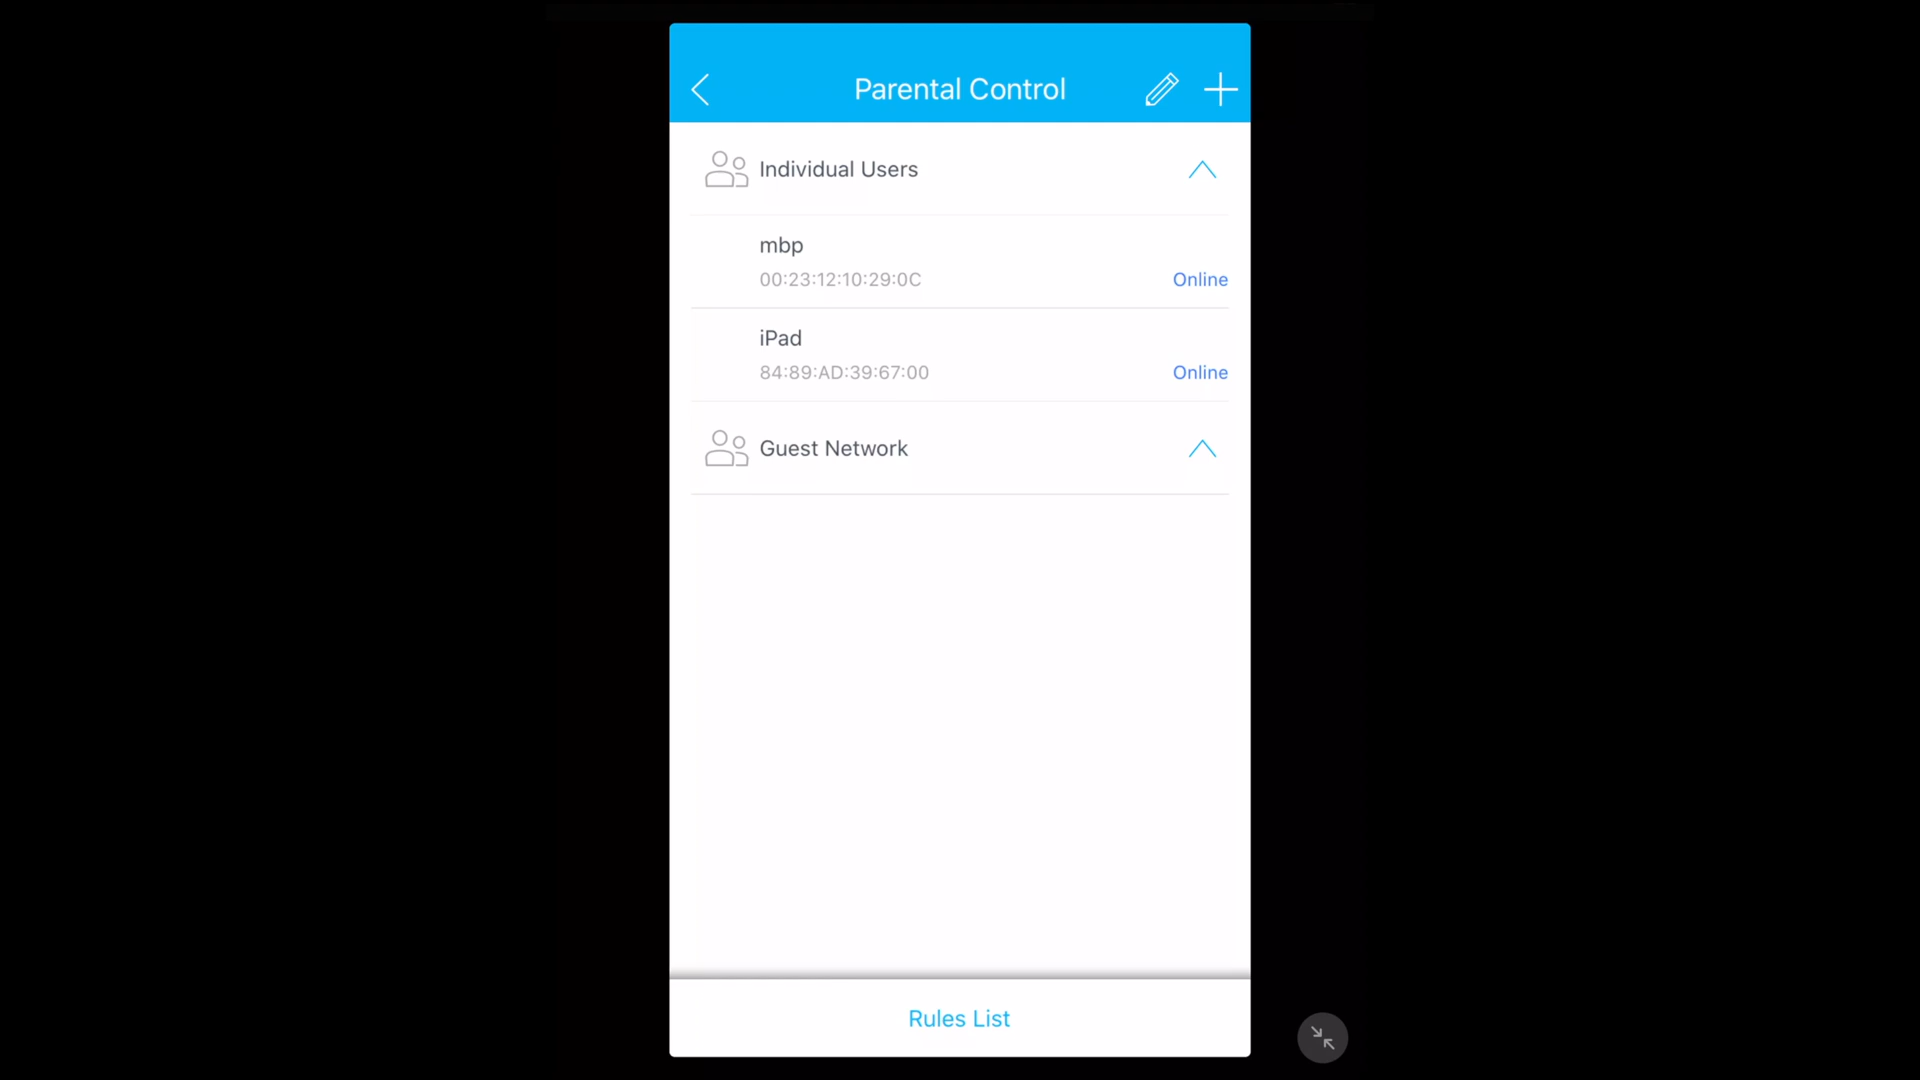 Parental Control
Individual Users
mbp
00:23:12:10:29:0C
Online
iPad
84:89:AD:39:67:00
Online
Guest Network
Rules List